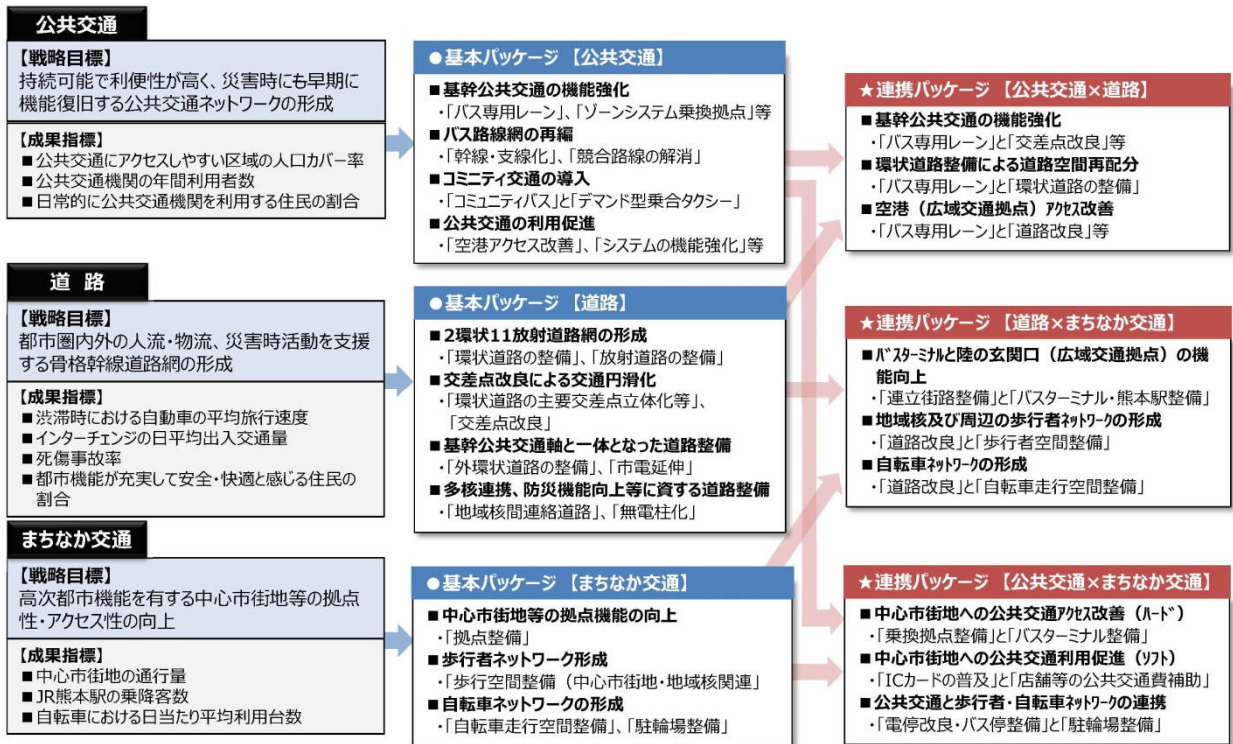 公共交通
【戦略目標】
持続可能で利便性が高く、災害時にも早期に
機能復旧する公共交通ネットワークの形成
【成果指標】
■公共交通にアクセスしやすい区域の人口カバー率
■公共交通機関の年間利用者数
■日常的に公共交通機関を利用する住民の割合
道 路
【戦略目標】
都市圏内外の人流・物流、災害時活動を支援
する骨格幹線道路網の形成
【成果指標】
■渋滞時における自動車の平均旅行速度
■インターチェンジの日平均出入交通量
■死傷事故率
■都市機能が充実して安全・快適と感じる住民の
割合
まちなか交通
【戦略目標】
高次都市機能を有する中心市街地等の拠点
性・アクセス性の向上
【成果指標】
■中心市街地の通行量
■JR熊本駅の乗降客数
■自転車における日当たり平均利用台数
●基本パッケージ 【公共交通】
■基幹公共交通の機能強化
・「バス専用レーン」、「ゾーンシステム乗換拠点」等
■バス路線網の再編
・「幹線・支線化」、「競合路線の解消」
■コミニティ交通の導入
・「コミュニティバス」と「デマンド型乗合タクシー」
■公共交通の利用促進
・「空港アクセス改善」、「システムの機能強化」等
●基本パッケージ 【道路】
■2環状11放射道路網の形成
・「環状道路の整備」、「放射道路の整備」
■交差点改良による交通円滑化
・「環状道路の主要交差点立体化等」、
「交差点改良」
■基幹公共交通軸と一体となった道路整備
・「外環状道路の整備」、「市電延伸」
■多核連携、防災機能向上等に資する道路整備
・「地域核間連絡道路」、「無電柱化」
●基本パッケージ 【まちなか交通】
■中心市街地等の拠点機能の向上
・「拠点整備」
■歩行者ネットワーク形成
・「歩行空間整備（中心市街地・地域核関連」
■自転車ネットワークの形成
・「自転車走行空間整備」、「駐輪場整備」
★連携パッケージ 【公共交通×道路】
■基幹公共交通の機能強化
・「バス専用レーン」と「交差点改良」等
■環状道路整備による道路空間再配分
・「バス専用レーン」と「環状道路の整備」
■空港（広域交通拠点）アクセス改善
・「バス専用レーン」と「道路改良」等
★連携パッケージ 【道路×まちなか交通】
■バスターミナルと陸の玄関口（広域交通拠点）の機
能向上
・「連立街路整備」と「バスターミナル・熊本駅整備」
■地域核及び周辺の歩行者ネットワークの形成
・「道路改良」と「歩行者空間整備」
■自転車ネットワークの形成
・「道路改良」と「自転車走行空間整備」
★連携パッケージ 【公共交通×まちなか交通】
■中心市街地への公共交通アクセス改善（ハード）
・「乗換拠点整備」と「バスターミナル整備」
■中心市街地への公共交通利用促進（ソフト）
・「ICカードの普及」と「店舗等の公共交通費補助」
■公共交通と歩行者・自転車ネットワークの連携
・「電停改良・バス停整備」と「駐輪場整備」